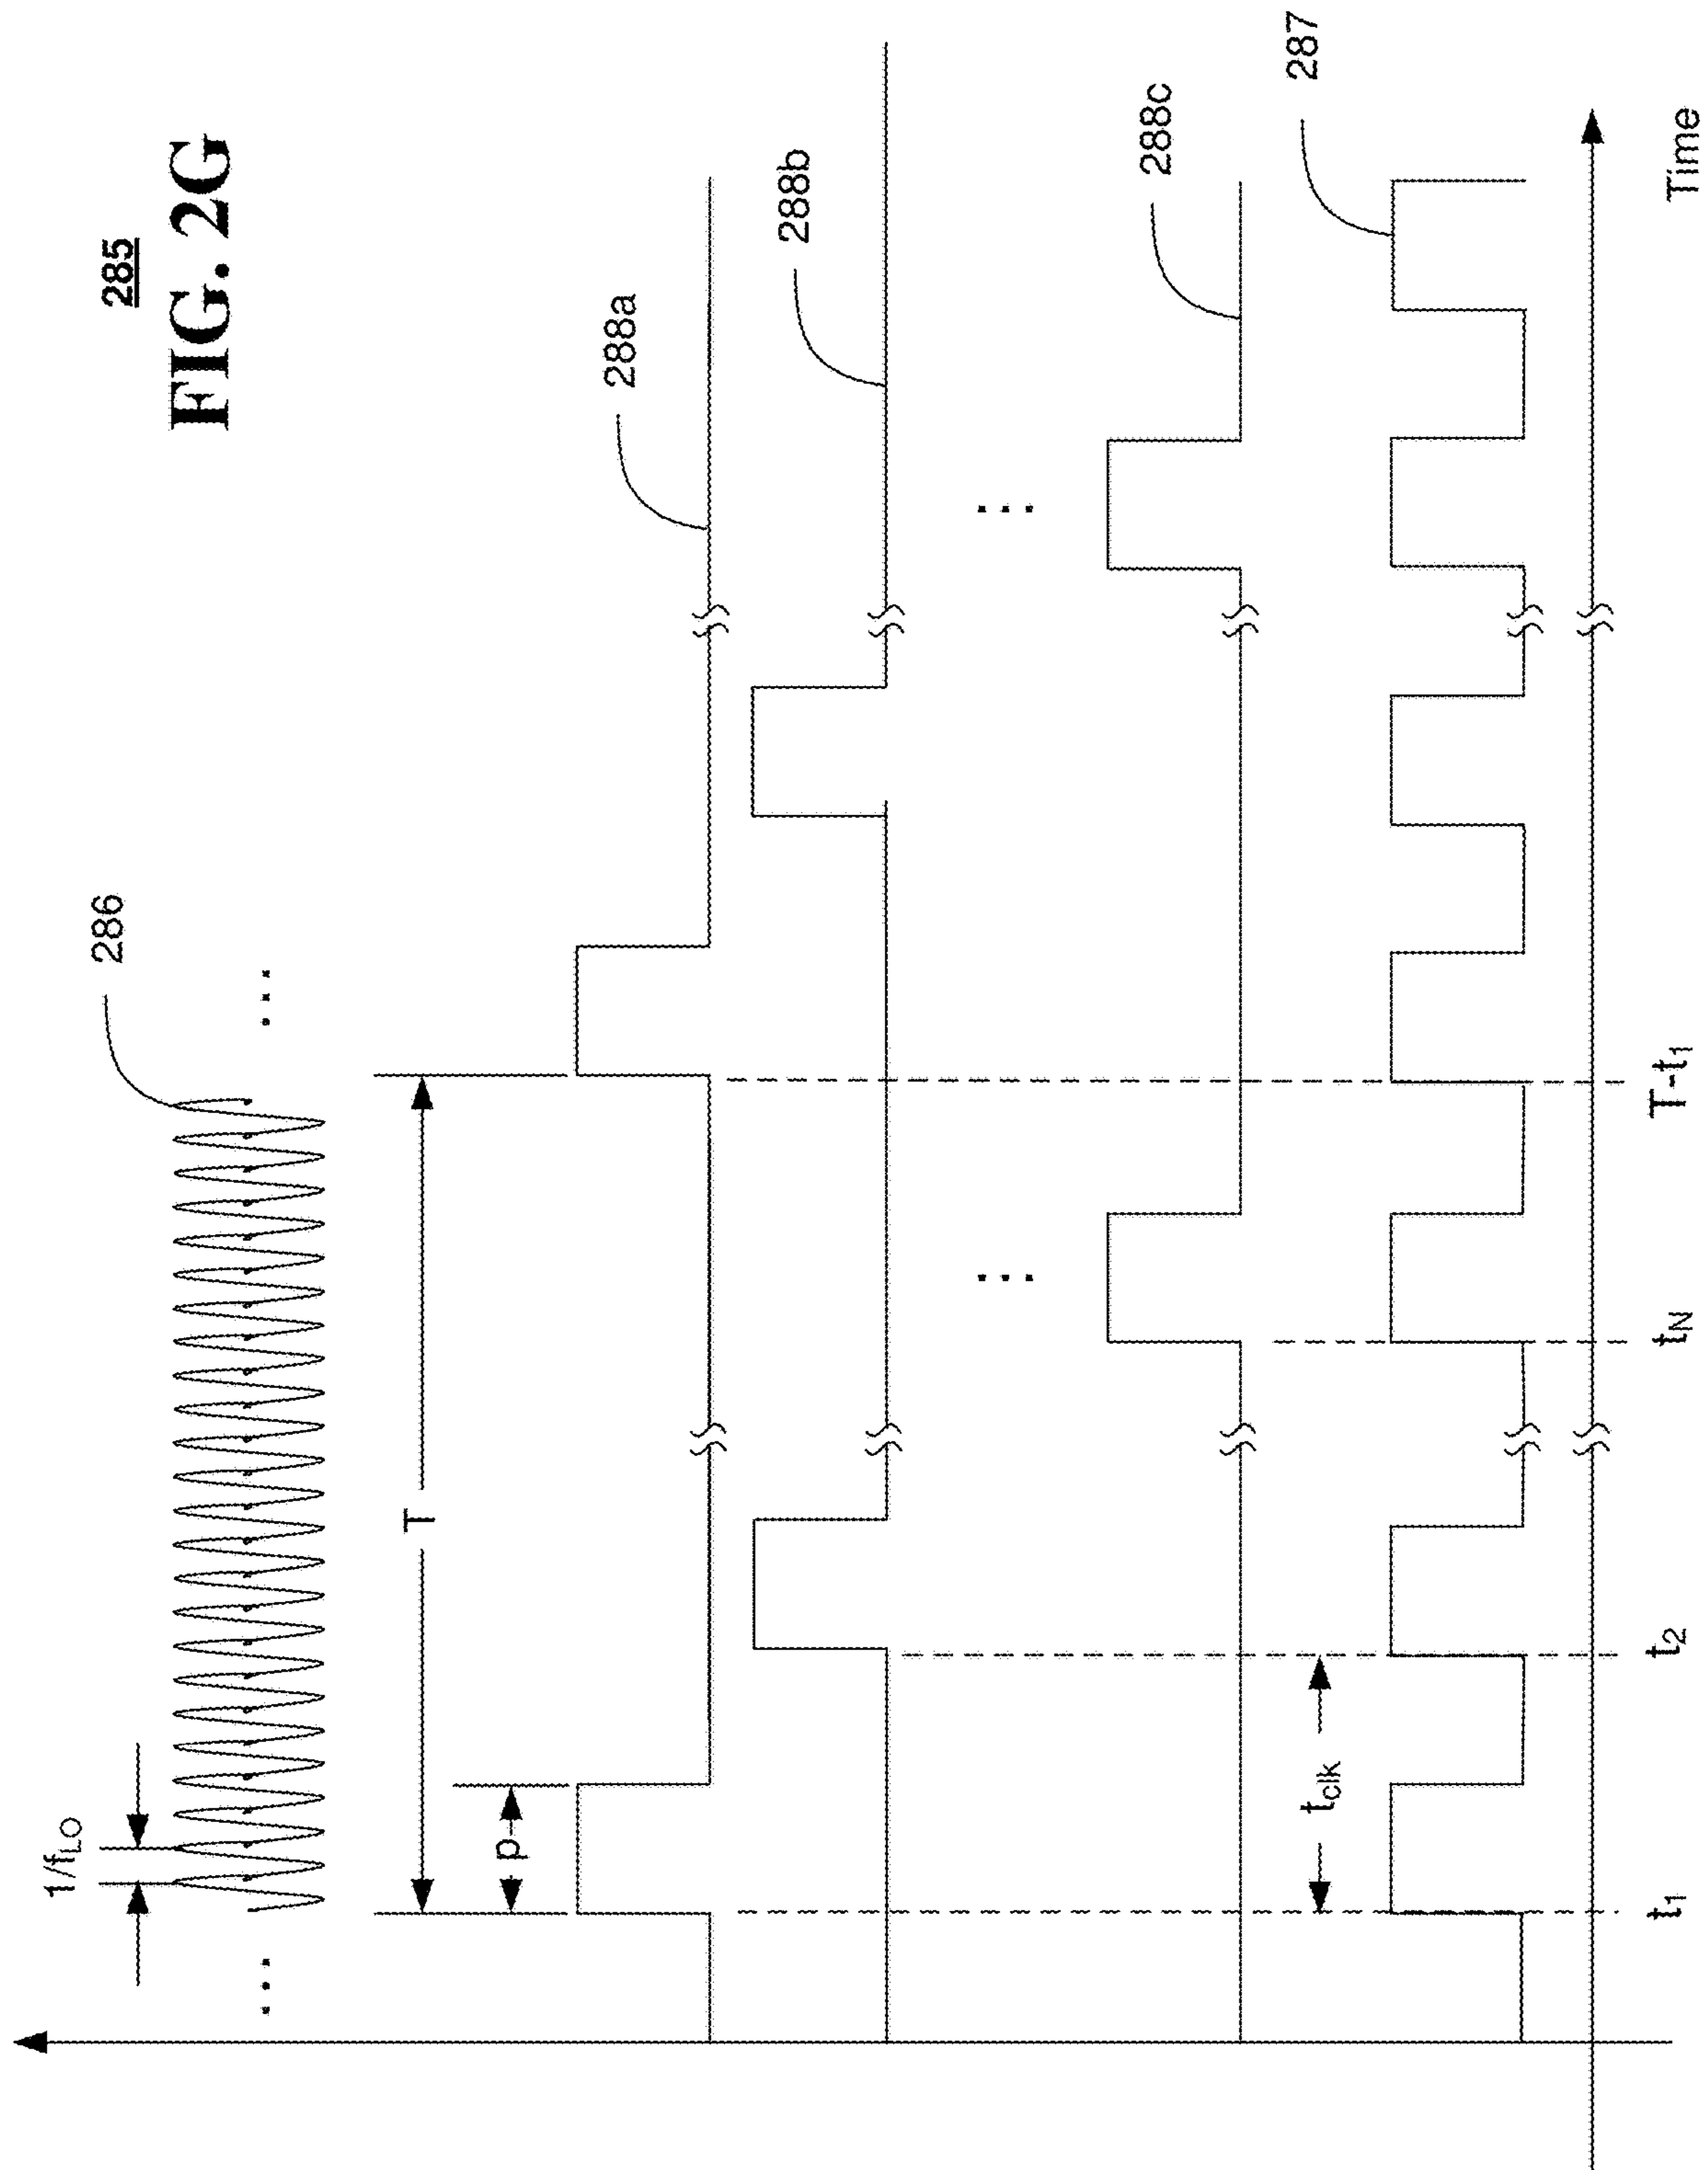 285
FIG. 2G
1/fLO
286
T
p
288a
288b
288c
tclk
287
t1
t2
tN
T-t1
Time